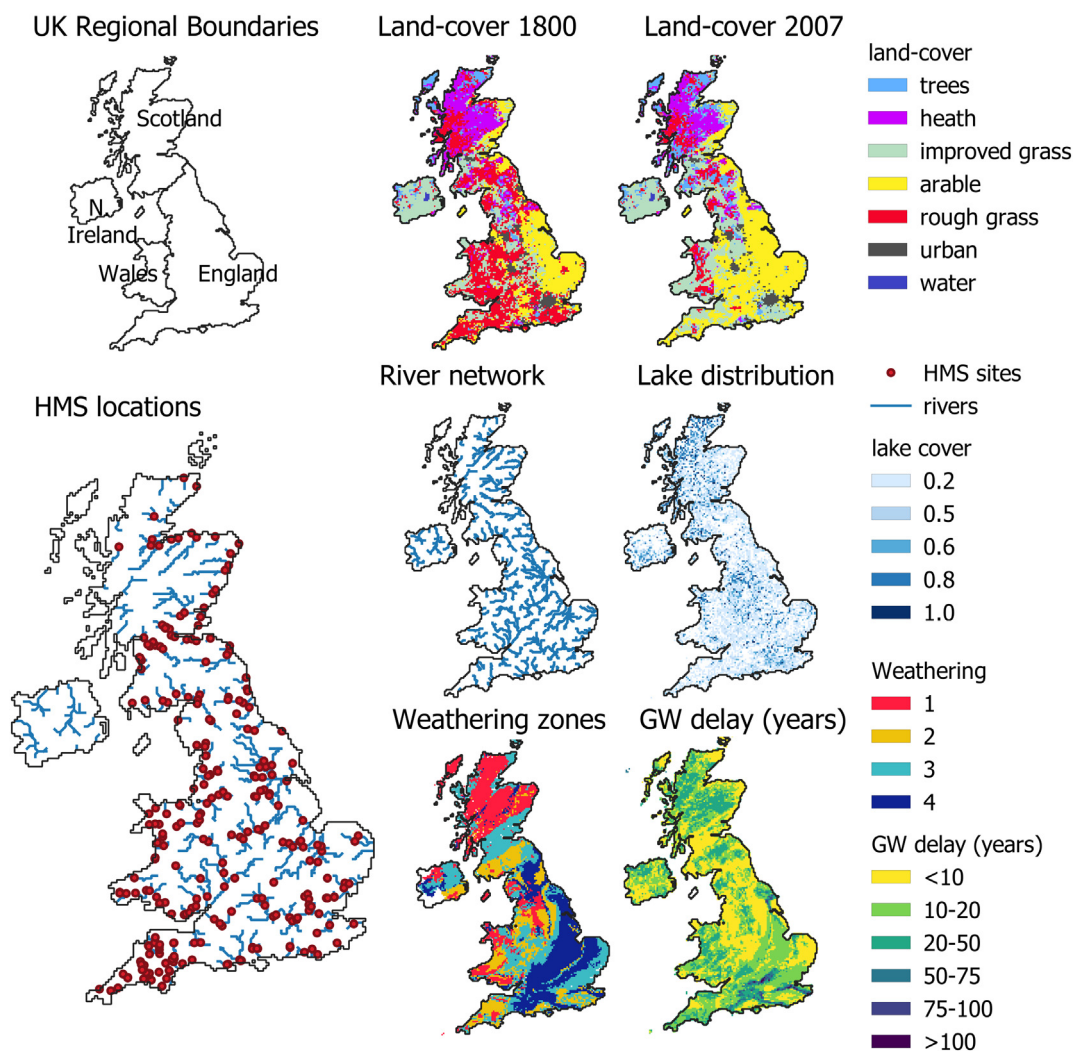 UK Regional Boundaries
Land-cover 1800
Land-cover 2007
Scotland
N.
Ireland
Wales
England
land-cover
trees
heath
improved grass
arable
rough grass
urban
water
HMS locations
River network
Lake distribution
HMS sites
rivers
lake cover
0.2
0.5
0.6
0.8
1.0
Weathering zones
GW delay (years)
Weathering
1
2
3
4
GW delay (years)
<10
10-20
20-50
50-75
75-100
>100